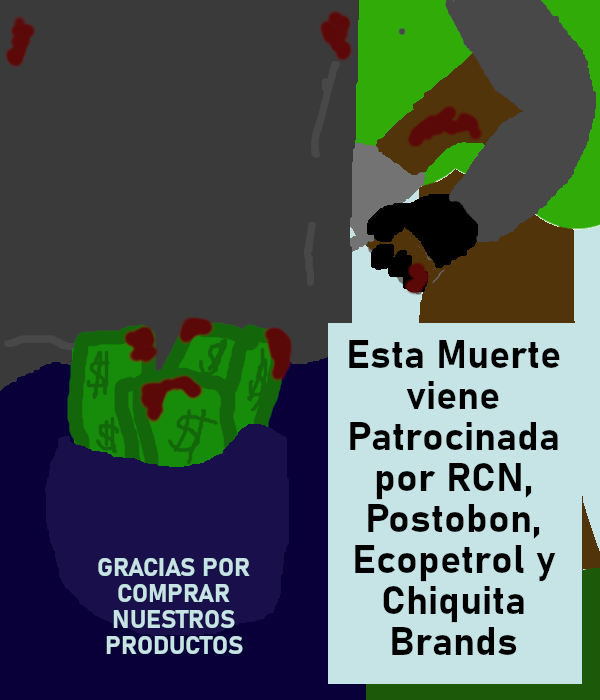 Esta Muerte
viene
Patrocinada
por RCN,
Postobon,
Ecopetrol y
Chiquita
Brands
GRACIAS POR
COMPRAR
NUESTROS
PRODUCTOS
$
$
$
$
$